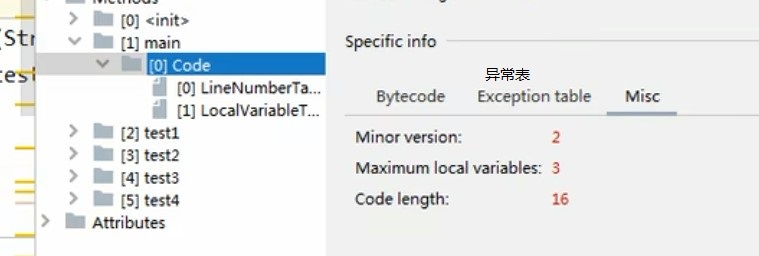 Methods
[0] <init>
[1] main
[0] Code
[0] LineNumberTa...
[1] LocalVariableT...
[2] test1
[3] test2
[4] test3
[5] test4
Attributes
Specific info
异常表
Bytecode Exception table Misc
Minor version: 2
Maximum local variables: 3
Code length: 16